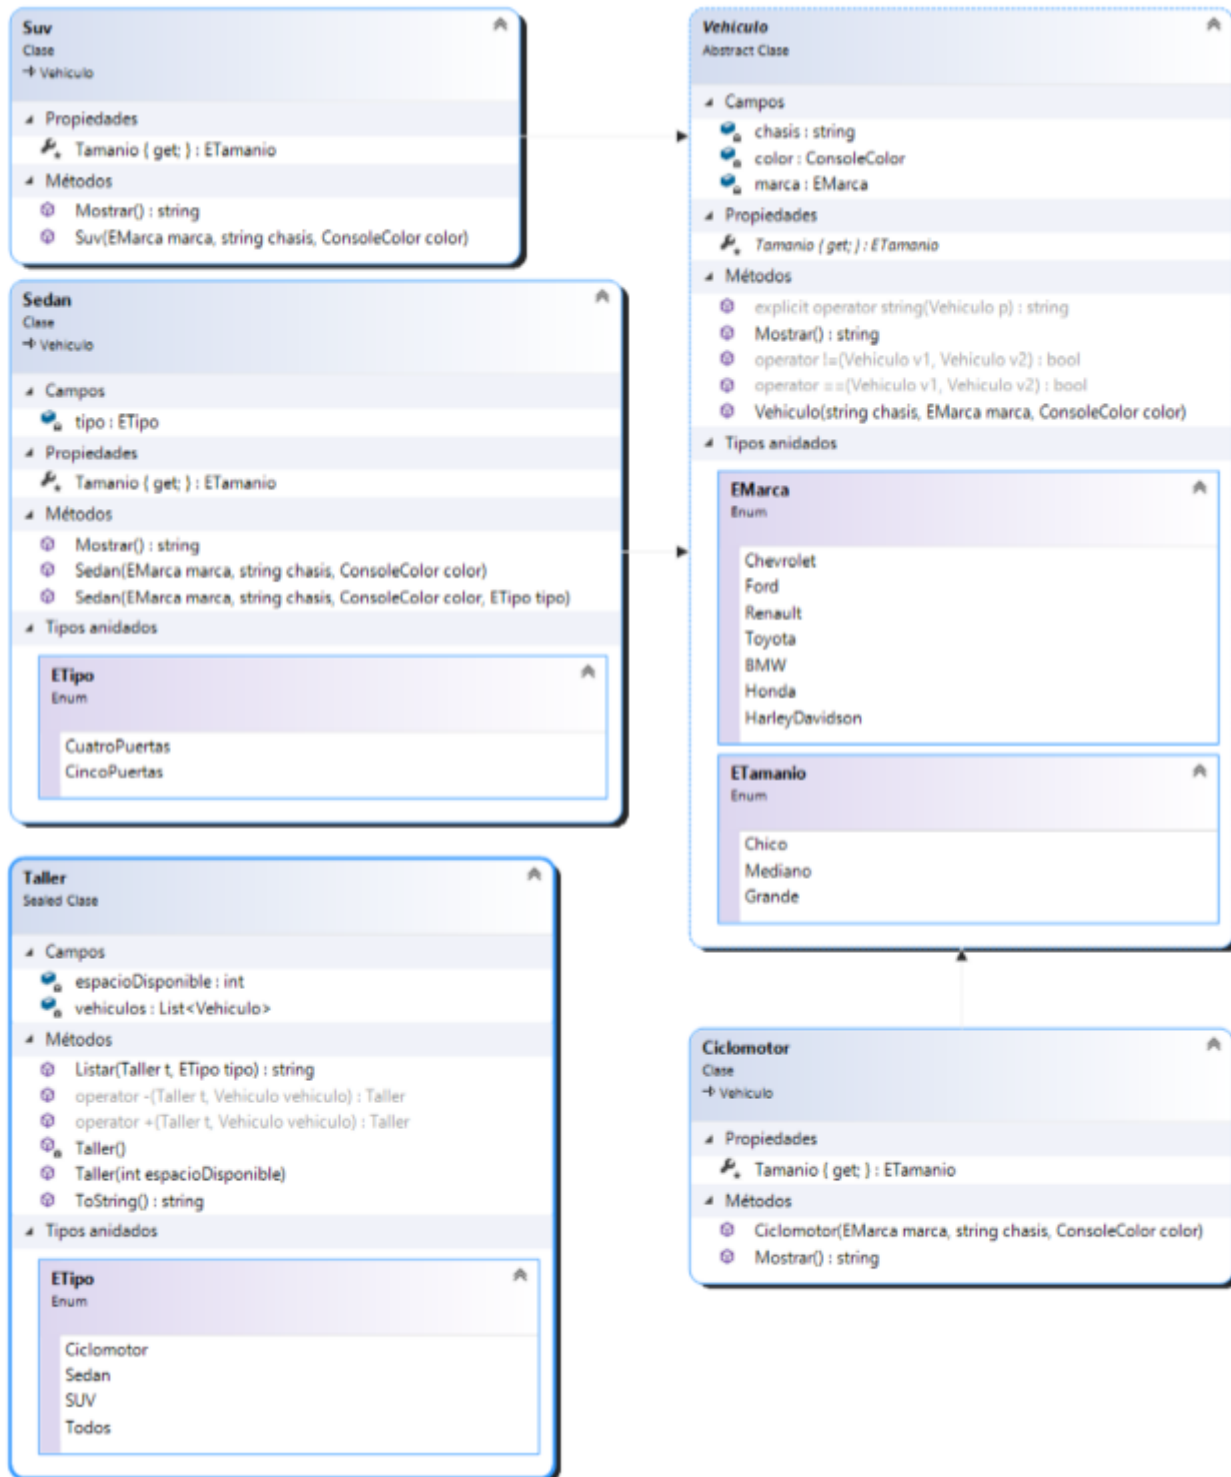 Suv
Clase
Vehiculo
Propiedades
Tamanio { get; } : ETamanio
Métodos
Mostrar() : string
Suv(EMarca marca, string chasis, ConsoleColor color)
Sedan
Clase
Vehiculo
Campos
tipo : ETipo
Propiedades
Tamanio { get; } : ETamanio
Métodos
Mostrar() : string
Sedan(EMarca marca, string chasis, ConsoleColor color)
Sedan(EMarca marca, string chasis, ConsoleColor color, ETipo tipo)
Tipos anidados
ETipo
Enum
CuatroPuertas
CincoPuertas
Taller
Sealed Clase
Campos
espacioDisponible : int
vehiculos : List<Vehiculo>
Métodos
Listar(Taller t, ETipo tipo) : string
operator -(Taller t, Vehiculo vehiculo) : Taller
operator +(Taller t, Vehiculo vehiculo) : Taller
Taller()
Taller(int espacioDisponible)
ToString() : string
Tipos anidados
ETipo
Enum
Ciclomotor
Sedan
SUV
Todos
Vehiculo
Abstract Clase
Campos
chasis : string
color : ConsoleColor
marca : EMarca
Propiedades
Tamanio { get; } : ETamanio
Métodos
explicit operator string(Vehiculo p) : string
Mostrar() : string
operator !=(Vehiculo v1, Vehiculo v2) : bool
operator ==(Vehiculo v1, Vehiculo v2) : bool
Vehiculo(string chasis, EMarca marca, ConsoleColor color)
Tipos anidados
EMarca
Enum
Chevrolet
Ford
Renault
Toyota
BMW
Honda
HarleyDavidson
ETamanio
Enum
Chico
Mediano
Grande
Ciclomotor
Clase
Vehiculo
Propiedades
Tamanio { get; } : ETamanio
Métodos
Ciclomotor(EMarca marca, string chasis, ConsoleColor color)
Mostrar() : string